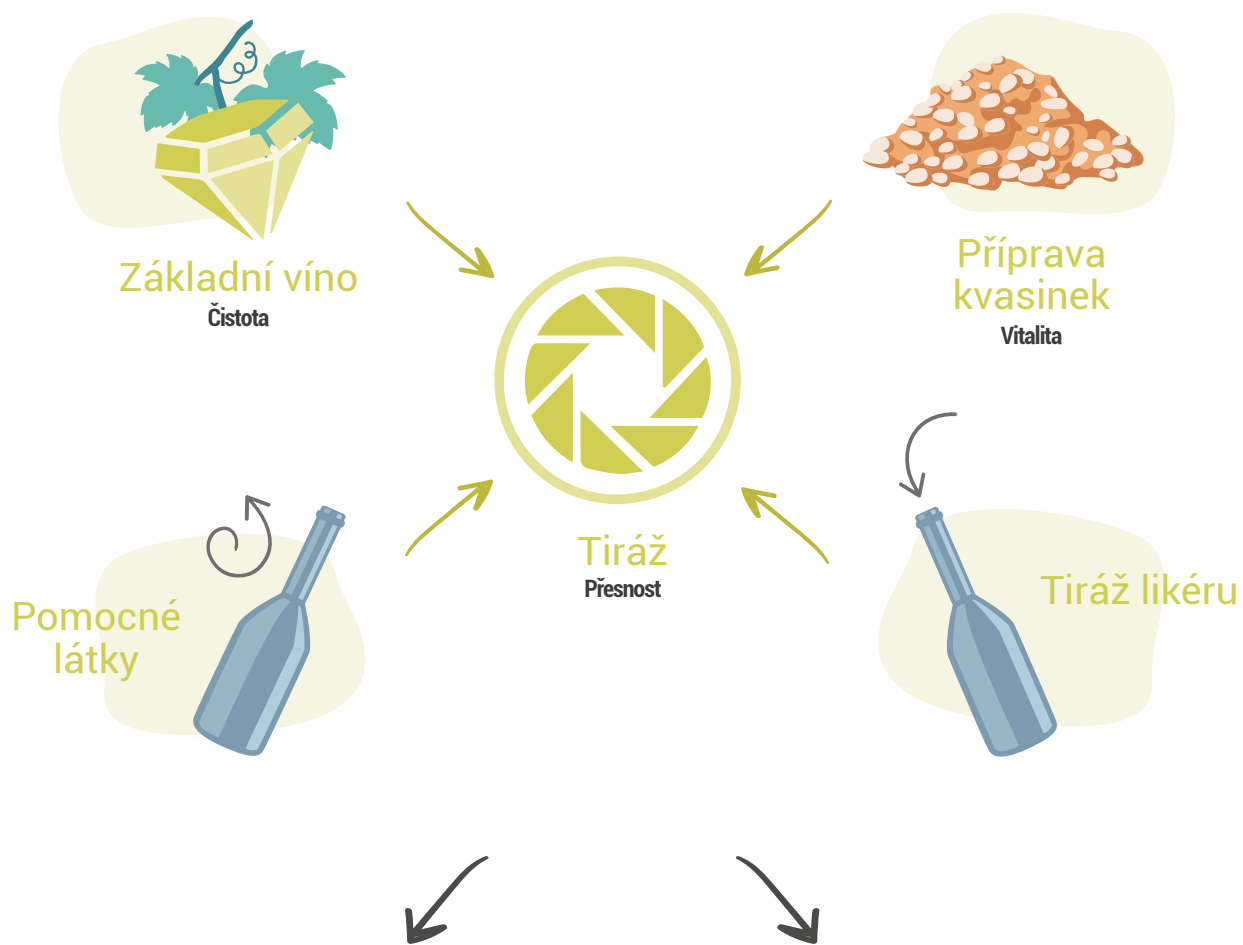 Základní víno
Čistota
Příprava
kvasinek
Vitalita
Tiráž
Přesnost
Pomocné
látky
Tiráž likéru